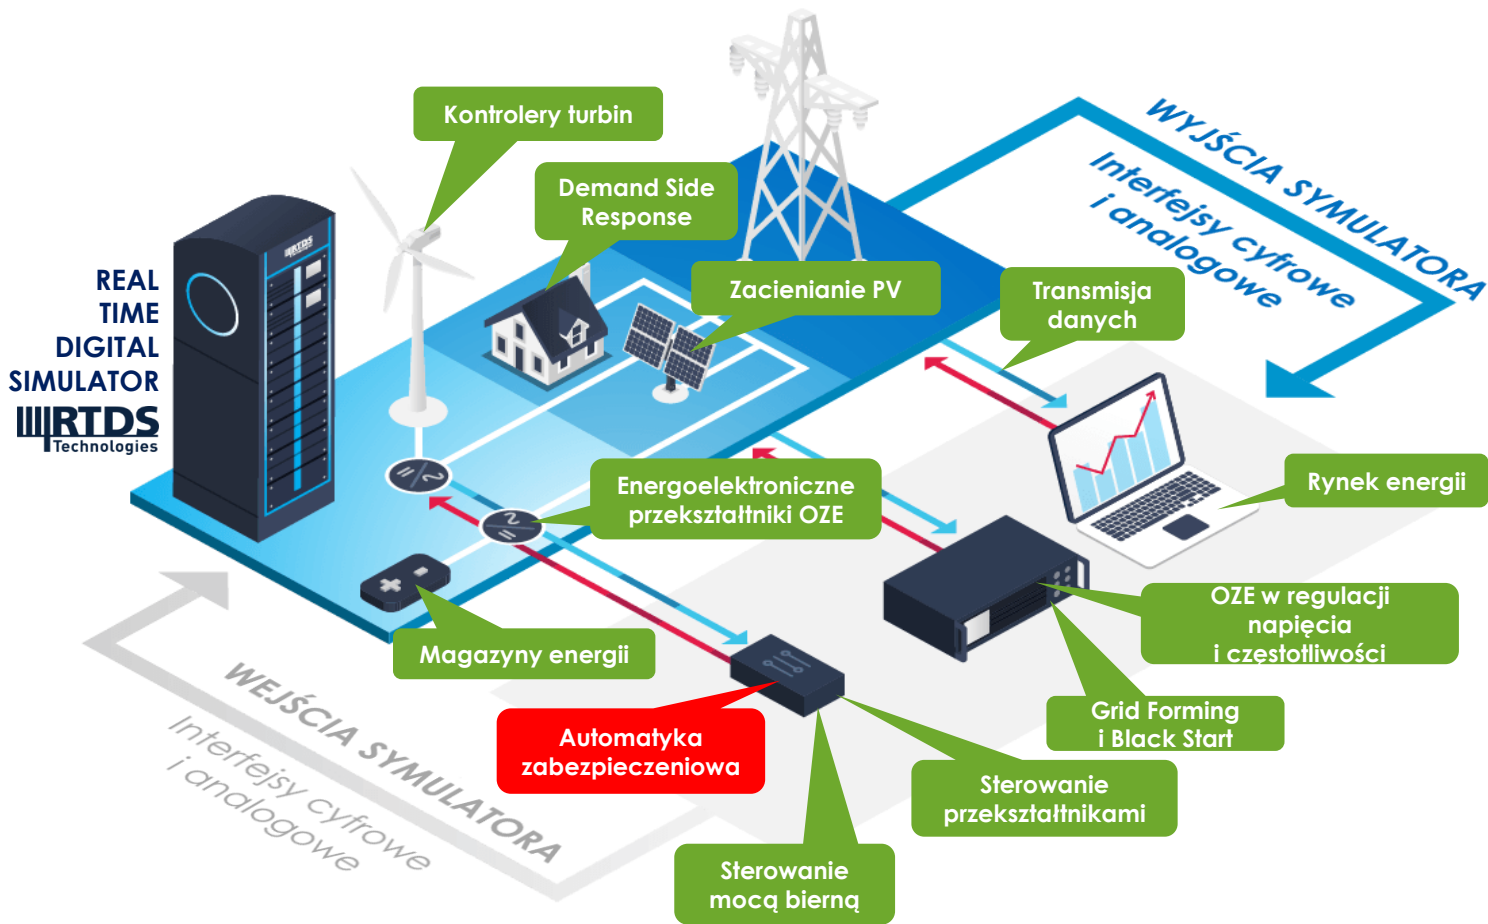 Kontrolery turbin
Demand Side
Response
Zacienianie PV
Transmisja
danych
WYJŚCIA SYMULATORA
Interfejsy cyfrowe
i analogowe
RTDS
REAL
TIME
DIGITAL
SIMULATOR
RTDS
Technologies
Energoelektroniczne
przekształtniki OZE
Rynek energii
OZE w regulacji
napięcia
i częstotliwości
Magazyny energii
Grid Forming
i Black Start
Automatyka
zabezpieczeniowa
Sterowanie
przekształtnikami
Sterowanie
mocą bierną
WEJŚCIA SYMULATORA
Interfejsy cyfrowe
i analogowe